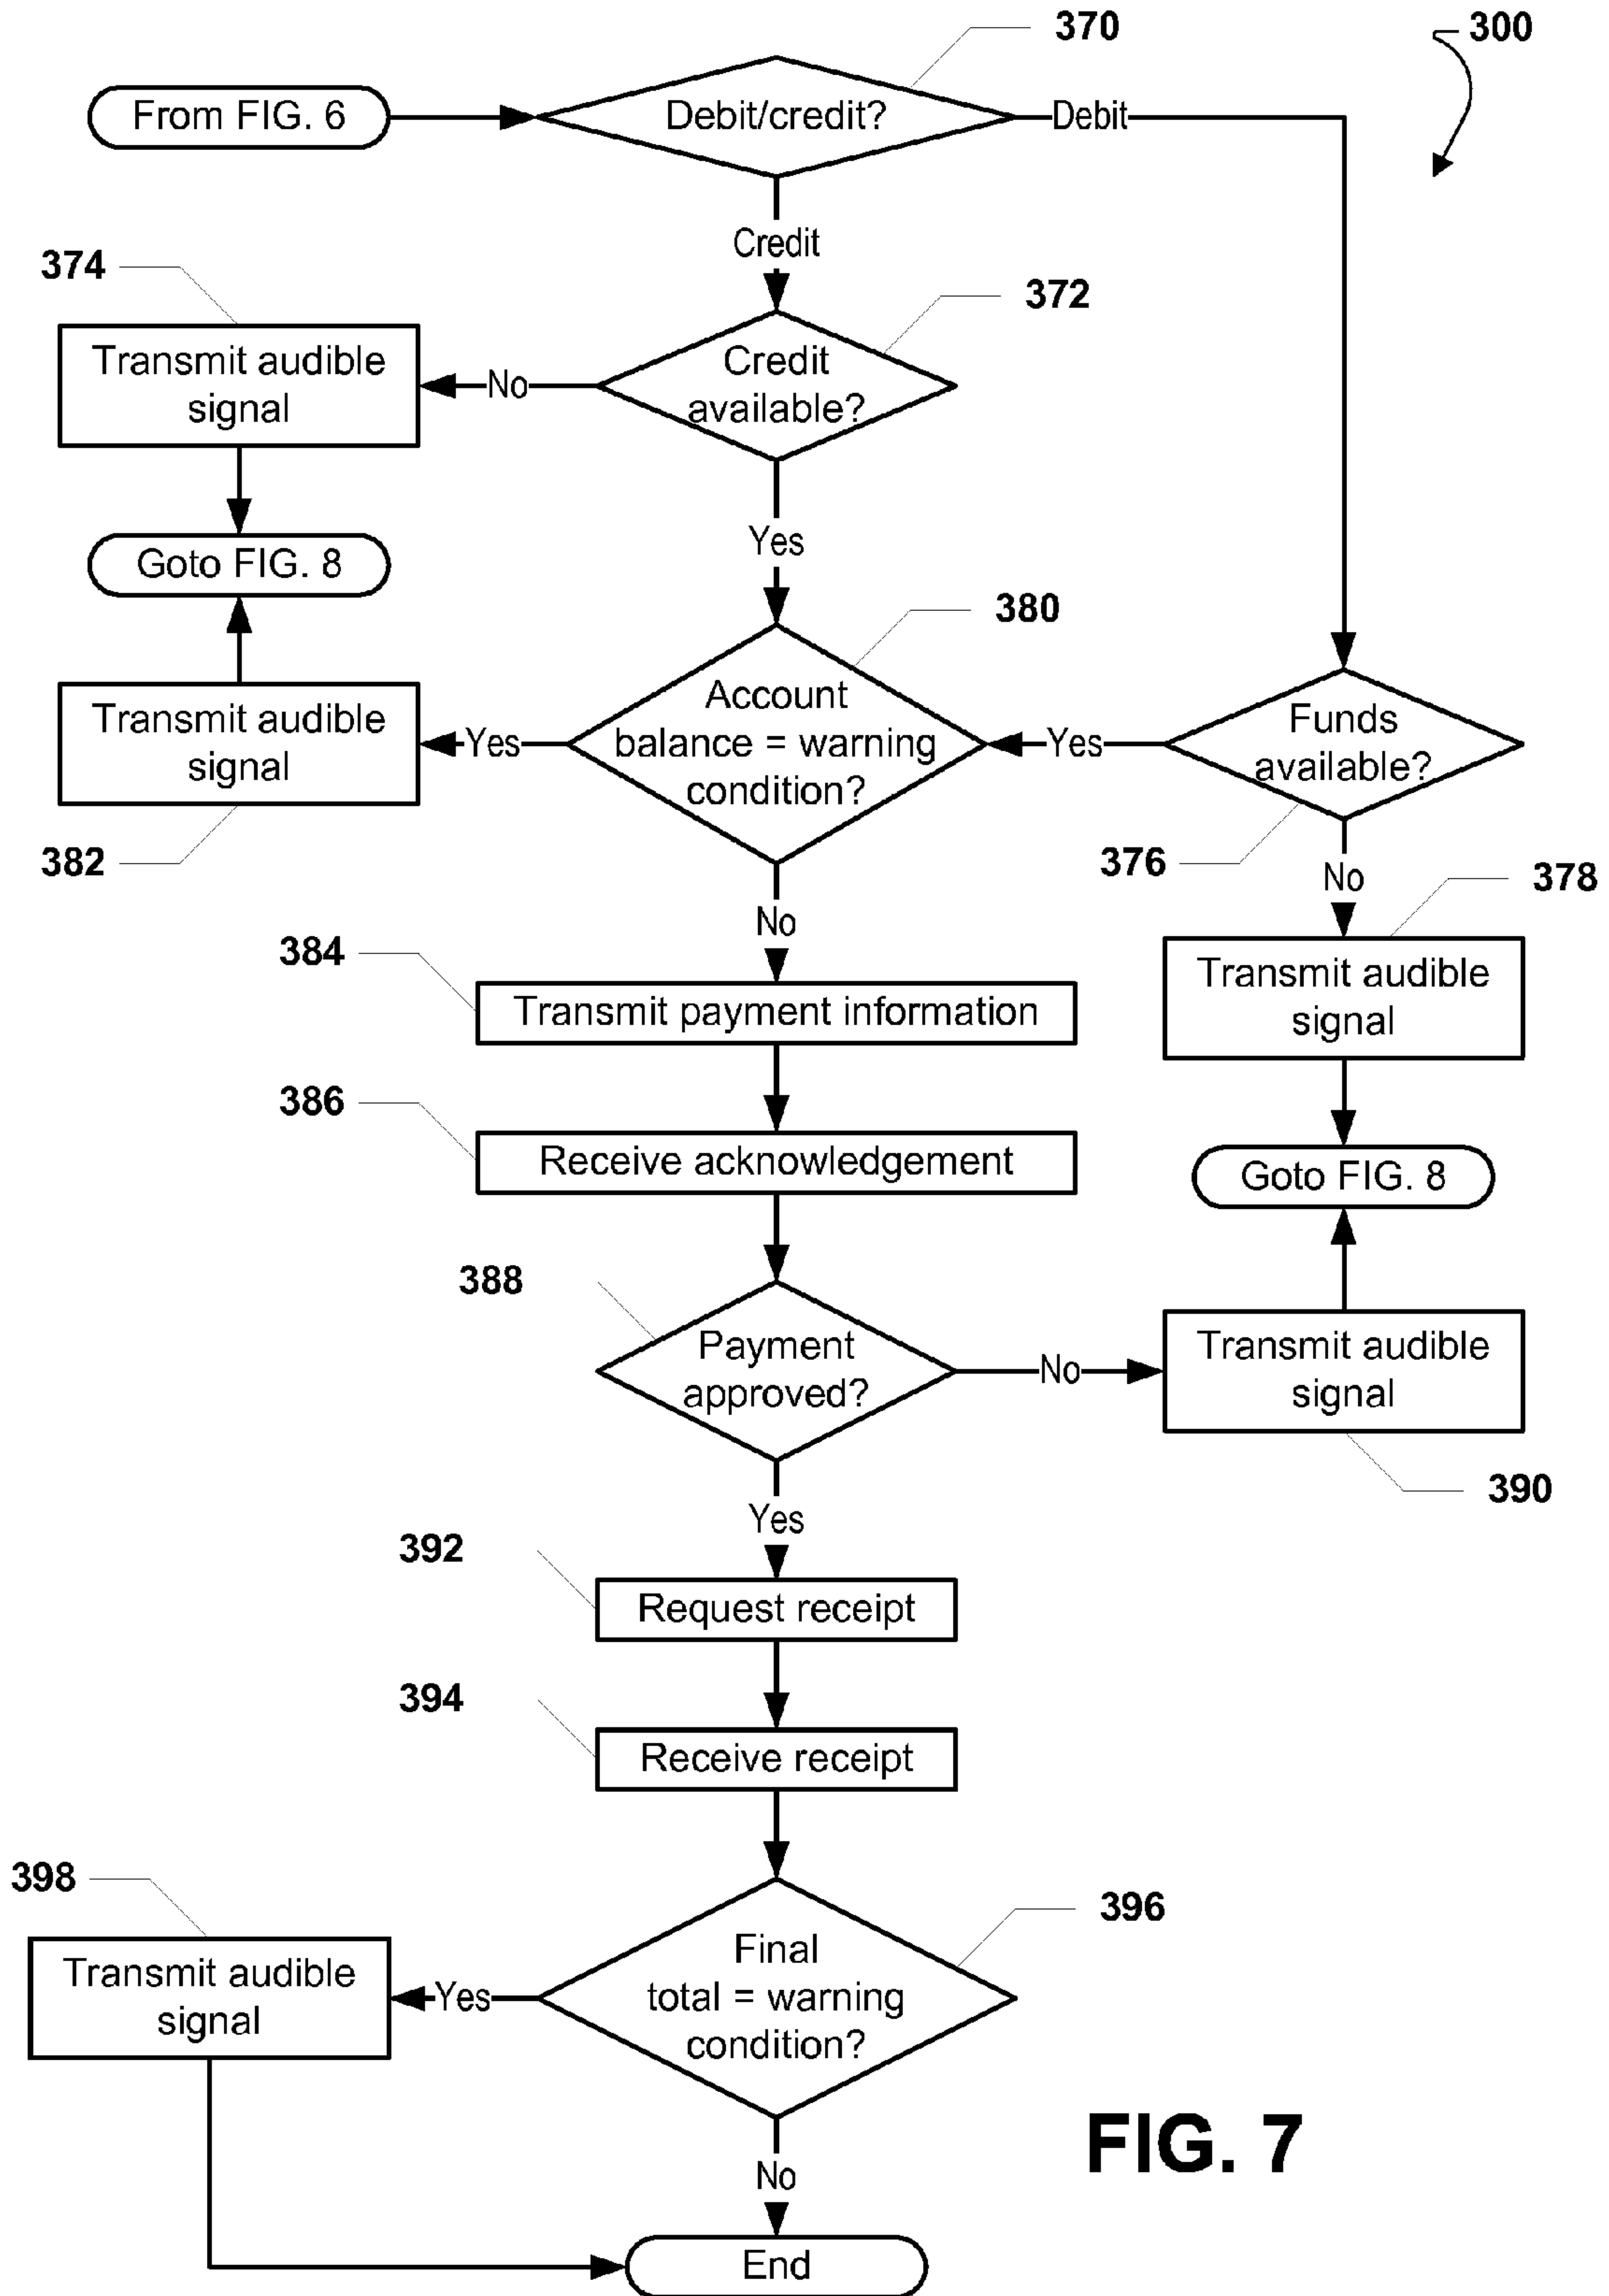 370
300
From FIG. 6
Debit/credit?
Debit
Credit
374
372
Transmit audible
signal
No
Credit
available?
Yes
Goto FIG. 8
380
Transmit audible
signal
Yes
Account
balance = warning
condition?
Yes
Funds
available?
382
376
No
378
No
384
Transmit payment information
Transmit audible
signal
386
Receive acknowledgement
Goto FIG. 8
388
Payment
approved?
No
Transmit audible
signal
390
Yes
392
Request receipt
394
Receive receipt
398
396
Transmit audible
signal
Yes
Final
total = warning
condition?
No
FIG. 7
End